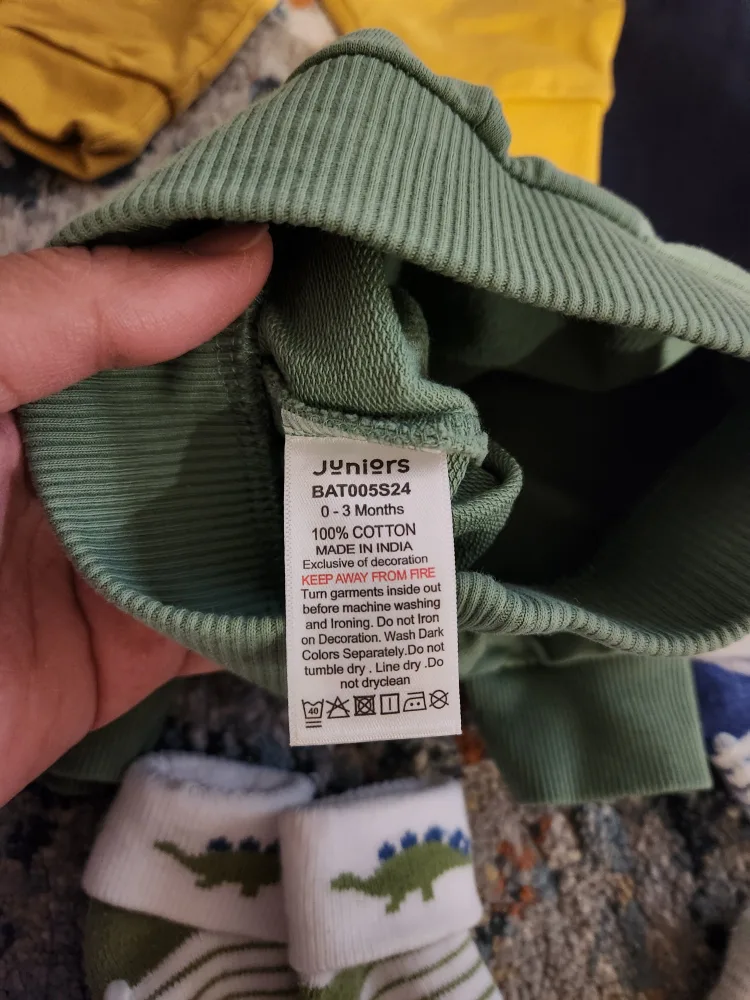 Juniors
BAT005S24
0 - 3 Months
100% COTTON
MADE IN INDIA
Exclusive of decoration
KEEP AWAY FROM FIRE
Turn garments inside out
before machine washing
and Ironing. Do not Iron
on Decoration. Wash Dark
Colors Separately.Do not
tumble dry . Line dry .Do
not dryclean
40